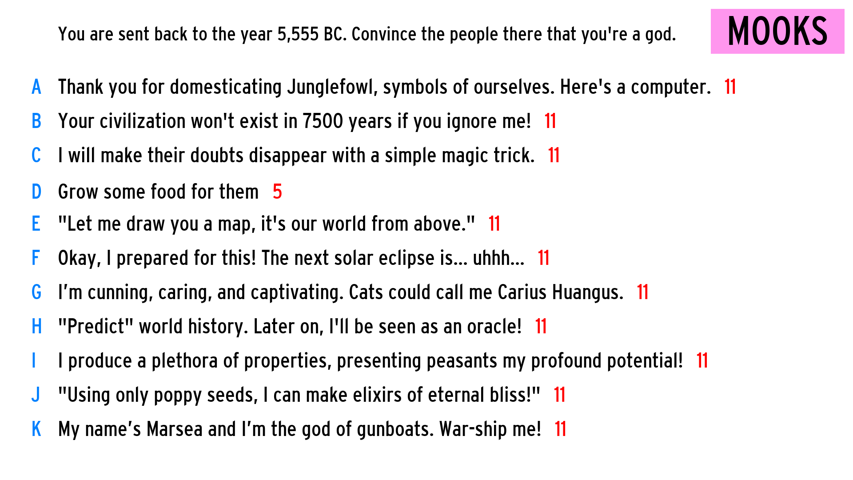 You are sent back to the year 5,555 BC. Convince the people there that you're a god.
MOOKS
A Thank you for domesticating Junglefowl, symbols of ourselves. Here's a computer. 11
B Your civilization won't exist in 7500 years if you ignore me! 11
C I will make their doubts disappear with a simple magic trick. 11
D Grow some food for them 5
E "Let me draw you a map, it's our world from above." 11
F Okay, I prepared for this! The next solar eclipse is... uhhh... 11
G I’m cunning, caring, and captivating. Cats could call me Carius Huangus. 11
H "Predict" world history. Later on, I'll be seen as an oracle! 11
I I produce a plethora of properties, presenting peasants my profound potential! 11
J "Using only poppy seeds, I can make elixirs of eternal bliss!" 11
K My name’s Marsea and I’m the god of gunboats. War-ship me! 11